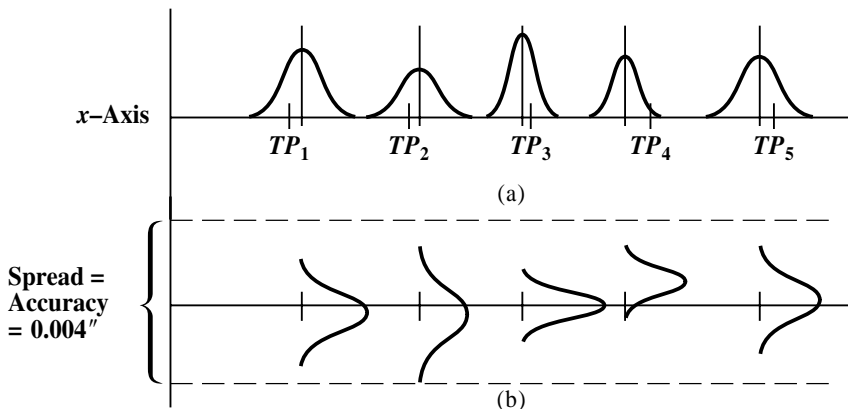 x–Axis
TP1 TP2 TP3 TP4 TP5
(a)
Spread =
Accuracy
= 0.004″
(b)